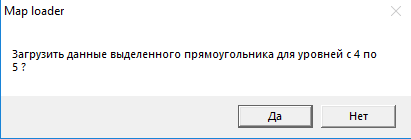 Map loader
Загрузить данные выделенного прямоугольника для уровней с 4 по
5 ?
Да
Нет